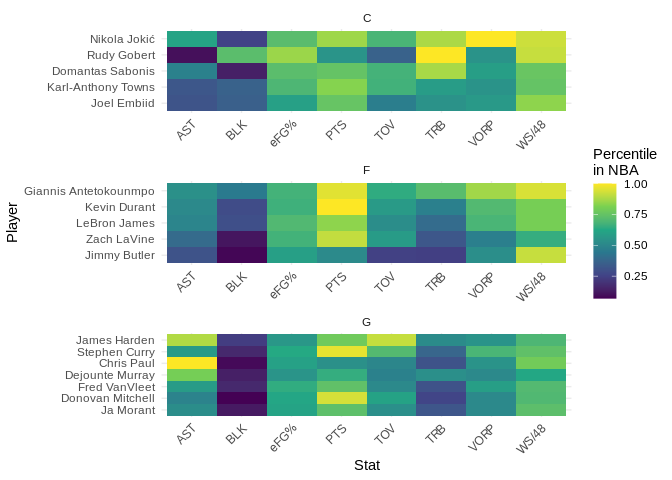 C
Nikola Jokić
Rudy Gobert
Domantas Sabonis
Karl-Anthony Towns
Joel Embiid
AST BLK eFG% PTS TOV TRB VORP WS/48
F
Giannis Antetokounmpo
Kevin Durant
LeBron James
Zach LaVine
Jimmy Butler
AST BLK eFG% PTS TOV TRB VORP WS/48
G
James Harden
Stephen Curry
Chris Paul
Dejounte Murray
Fred VanVleet
Donovan Mitchell
Ja Morant
AST BLK eFG% PTS TOV TRB VORP WS/48
Stat
Player
Percentile
in NBA
1.00
0.75
0.50
0.25